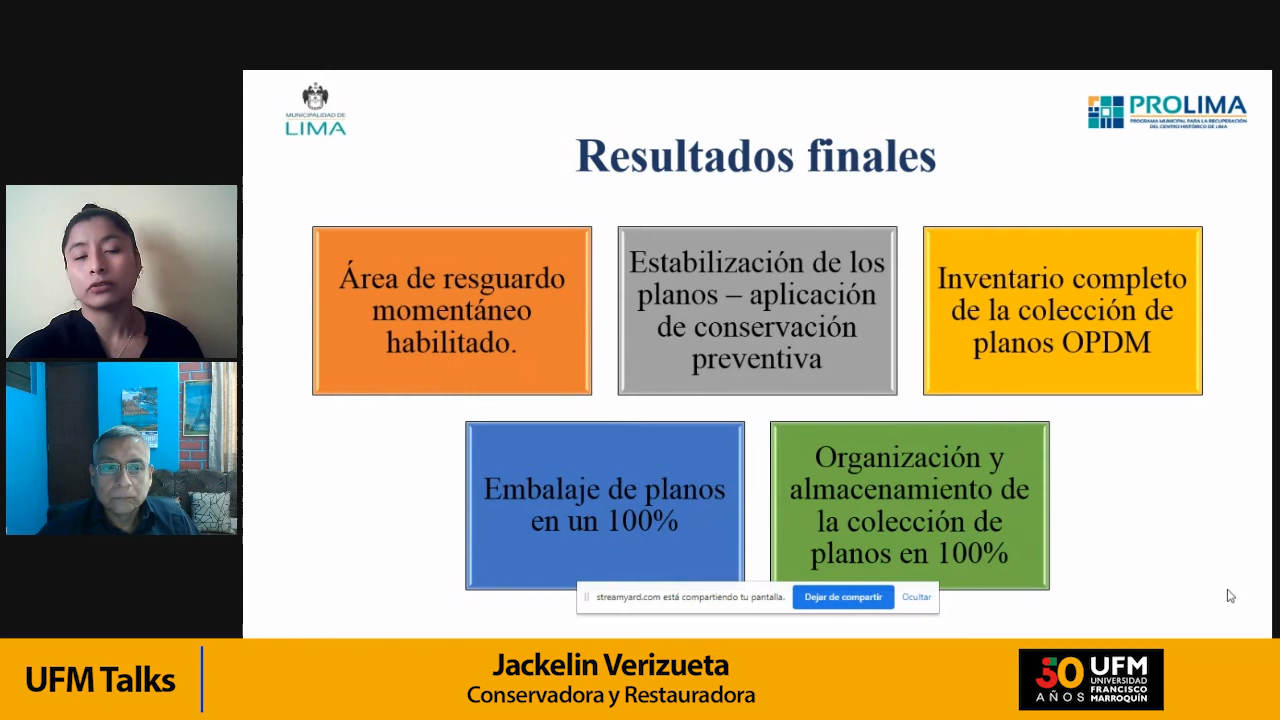 MUNICIPALIDAD DE
LIMA
PROLIMA
PROGRAMA MUNICIPAL PARA LA RECUPERACIÓN
DEL CENTRO HISTÓRICO DE LIMA
Resultados finales
Área de resguardo
momentáneo
habilitado.
Estabilización de los
planos – aplicación
de conservación
preventiva
Inventario completo
de la colección de
planos OPDM
Embalaje de planos
en un 100%
Organización y
almacenamiento de
la colección de
planos en 100%
streamyard.com está compartiendo tu pantalla.
Dejar de compartir
Ocultar
UFM Talks
Jackelin Verizueta
Conservadora y Restauradora
50
AÑOS
UFM
UNIVERSIDAD
FRANCISCO
MARROQUÍN